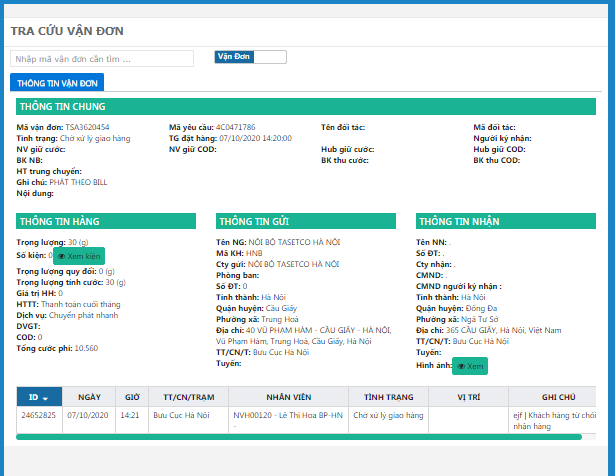 TRA CỨU VẬN ĐƠN
Nhập mã vận đơn cần tìm ... Vận Đơn
THÔNG TIN VẬN ĐƠN
THÔNG TIN CHUNG
Mã vận đơn: TSA3620454 Mã yêu cầu: 4C0471786 Tên đối tác: Mã đối tác:
Tình trạng: Chờ xử lý giao hàng TG đặt hàng: 07/10/2020 14:20:00 Người ký nhận:
NV giữ cước: NV giữ COD: Hub giữ cước: Hub giữ COD:
BK NB: BK thu cước: BK thu COD:
HT trung chuyển:
Ghi chú: PHÁT THEO BILL
Nội dung:
THÔNG TIN HÀNG
Trọng lượng: 30 (g)
Số kiện: 0 Xem kiện
Trọng lượng quy đổi: 0 (g)
Trọng lượng tính cước: 30 (g)
Giá trị HH: 0
HTTT: Thanh toán cuối tháng
Dịch vụ: Chuyển phát nhanh
DVGT:
COD: 0
Tổng cước phí: 10.560
THÔNG TIN GỬI
Tên NG: NỘI BỘ TASETCO HÀ NỘI
Mã KH: HNB
Cty gửi: NỘI BỘ TASETCO HÀ NỘI
Phòng ban:
Số ĐT: 0
Tỉnh thành: Hà Nội
Quận huyện: Cầu Giấy
Phường xã: Trung Hoà
Địa chỉ: 40 VŨ PHẠM HÀM - CẦU GIẤY - HÀ NỘI,
Vũ Phạm Hàm, Trung Hoà, Cầu Giấy, Hà Nội
TT/CN/T: Bưu Cục Hà Nội
Tuyến:
THÔNG TIN NHẬN
Tên NN: .
Số ĐT: .
Cty nhận: .
CMND: .
CMND người ký nhận :
Tỉnh thành: Hà Nội
Quận huyện: Đống Đa
Phường xã: Ngã Tư Sở
Địa chỉ: 365 CẦU GIẤY, Hà Nội, Việt Nam
TT/CN/T: Bưu Cục Hà Nội
Tuyến:
Hình ảnh: Xem
ID NGÀY GIỜ TT/CN/TRẠM NHÂN VIÊN TÌNH TRẠNG VỊ TRÍ GHI CHÚ
24652825 07/10/2020 14:21 Bưu Cục Hà Nội NVH00120 - Lê Thị Hoa BP-HN Chờ xử lý giao hàng ejf | Khách hàng từ chối
- nhận hàng